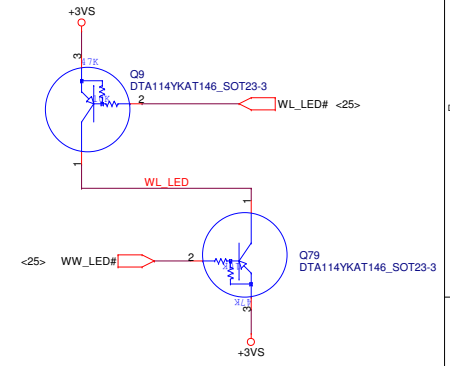 +3VS
3
47K
Q9
DTA114YKAT146_SOT23-3
2
WL_LED# <25>
1
WL_LED
1
<25> WW_LED#
2
Q79
DTA114YKAT146_SOT23-3
47K
3
+3VS